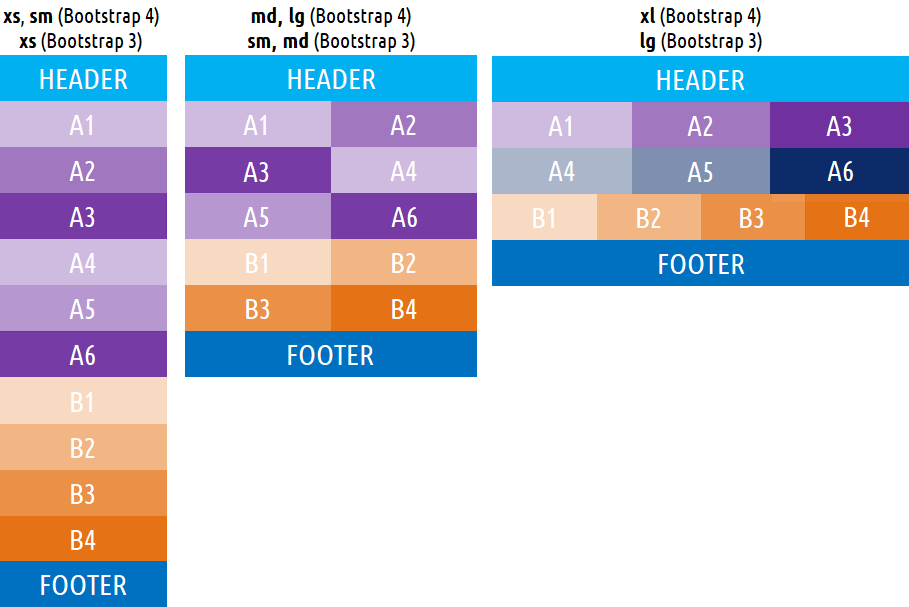 xs, sm (Bootstrap 4)
xs (Bootstrap 3)
HEADER
A1
A2
A3
A4
A5
A6
B1
B2
B3
B4
FOOTER
md, lg (Bootstrap 4)
sm, md (Bootstrap 3)
HEADER
A1 A2
A3 A4
A5 A6
B1 B2
B3 B4
FOOTER
xl (Bootstrap 4)
lg (Bootstrap 3)
HEADER
A1 A2 A3
A4 A5 A6
B1 B2 B3 B4
FOOTER